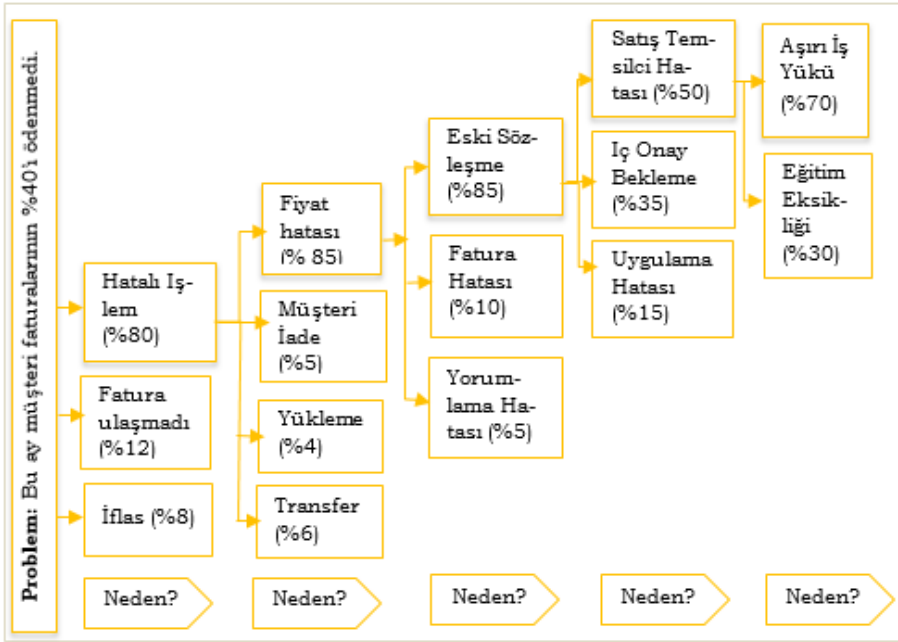 Problem: Bu ay müşteri faturalarının %40'ı ödenmedi.
Hatalı Iş-
lem
(%80)
Fatura
ulaşmadı
(%12)
İflas (%8)
Fiyat
hatası
(% 85)
Müşteri
İade
(%5)
Yükleme
(%4)
Transfer
(%6)
Eski Söz-
leşme
(%85)
Fatura
Hatası
(%10)
Yorum-
lama Ha-
tası (%5)
Satış Tem-
silci Ha-
tası (%50)
Iç Onay
Bekleme
(%35)
Uygulama
Hatası
(%15)
Aşırı İş
Yükü
(%70)
Eğitim
Eksik-
liği
(%30)
Neden?
Neden?
Neden?
Neden?
Neden?